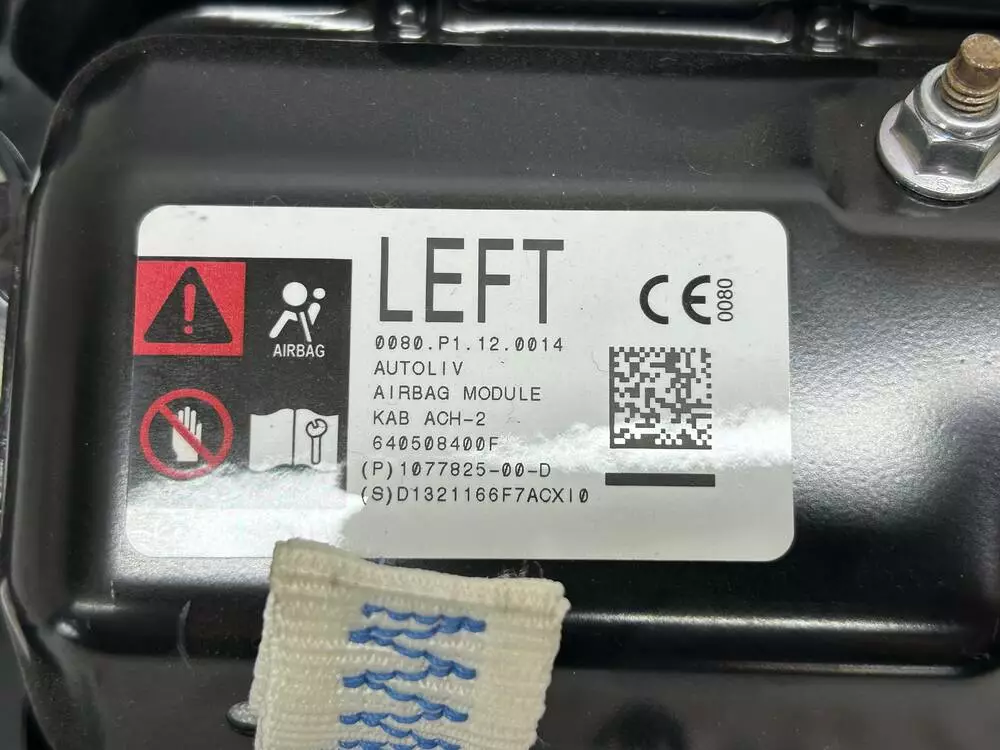 LEFT
CE 0080
AIRBAG
0080.P1.12.0014
AUTOLIV
AIRBAG MODULE
KAB ACH-2
640508400F
(P)1077825-00-D
(S)D1321166F7ACXI0